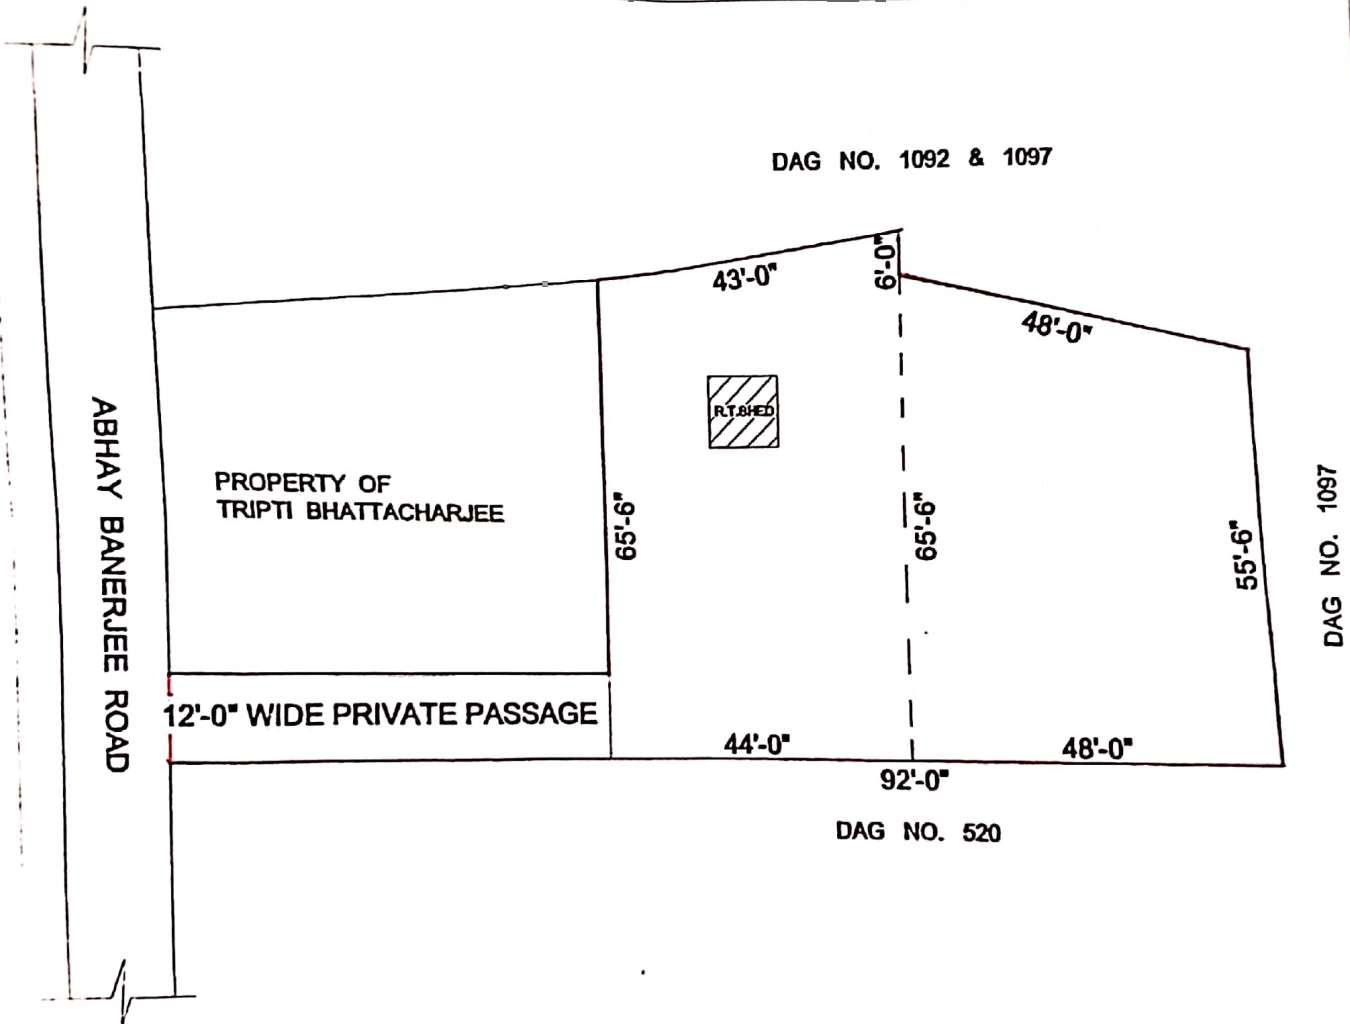 DAG NO. 1092 & 1097
6'-0"
43'-0"
48'-0"
R.T.SHED
ABHAY BANERJEE ROAD
PROPERTY OF
TRIPTI BHATTACHARJEE
65'-6"
65'-6"
55'-6"
DAG NO. 1097
12'-0" WIDE PRIVATE PASSAGE
44'-0"
48'-0"
92'-0"
DAG NO. 520